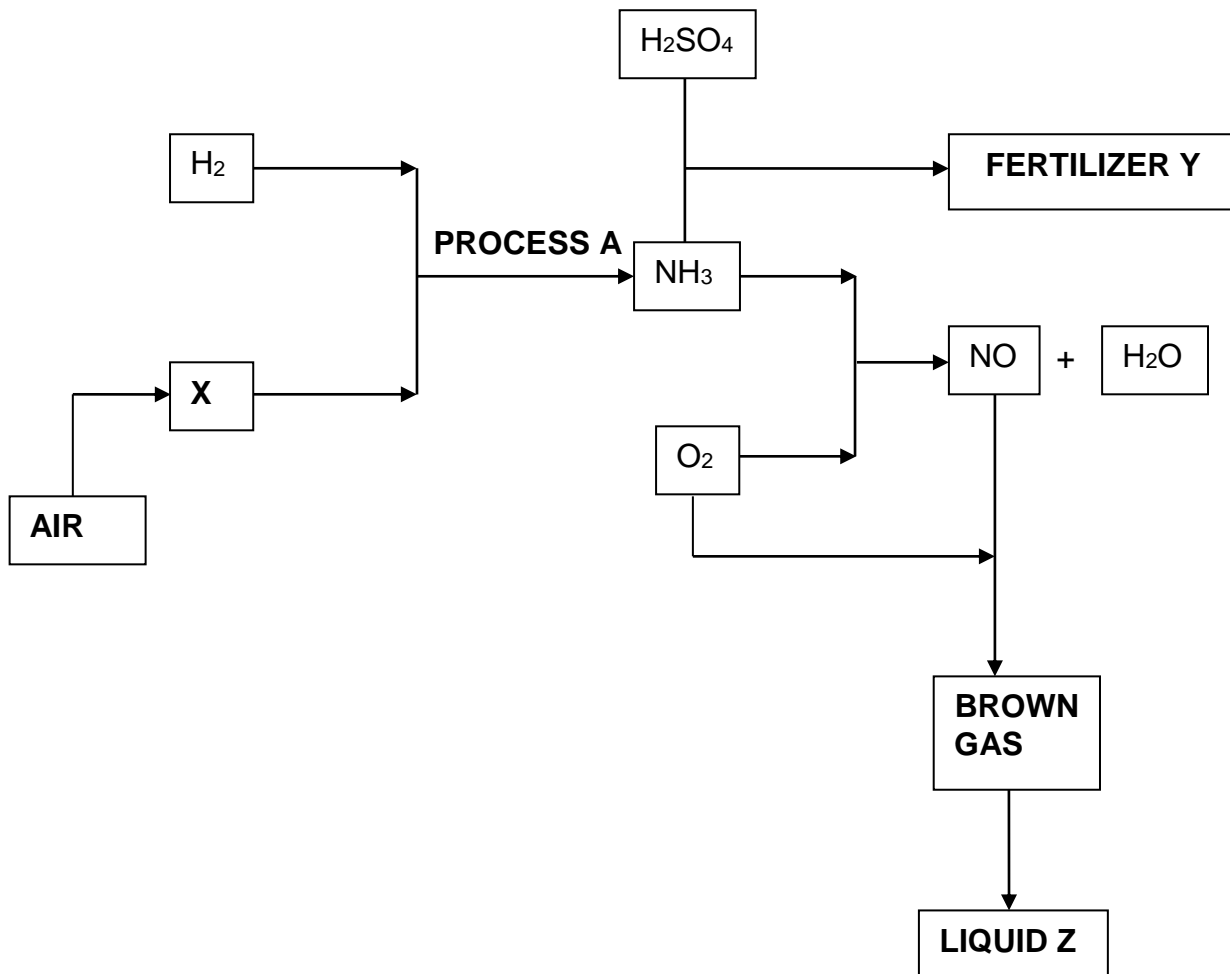 H₂SO₄
H₂
FERTILIZER Y
PROCESS A
NH₃
NO + H₂O
X
O₂
AIR
BROWN
GAS
LIQUID Z